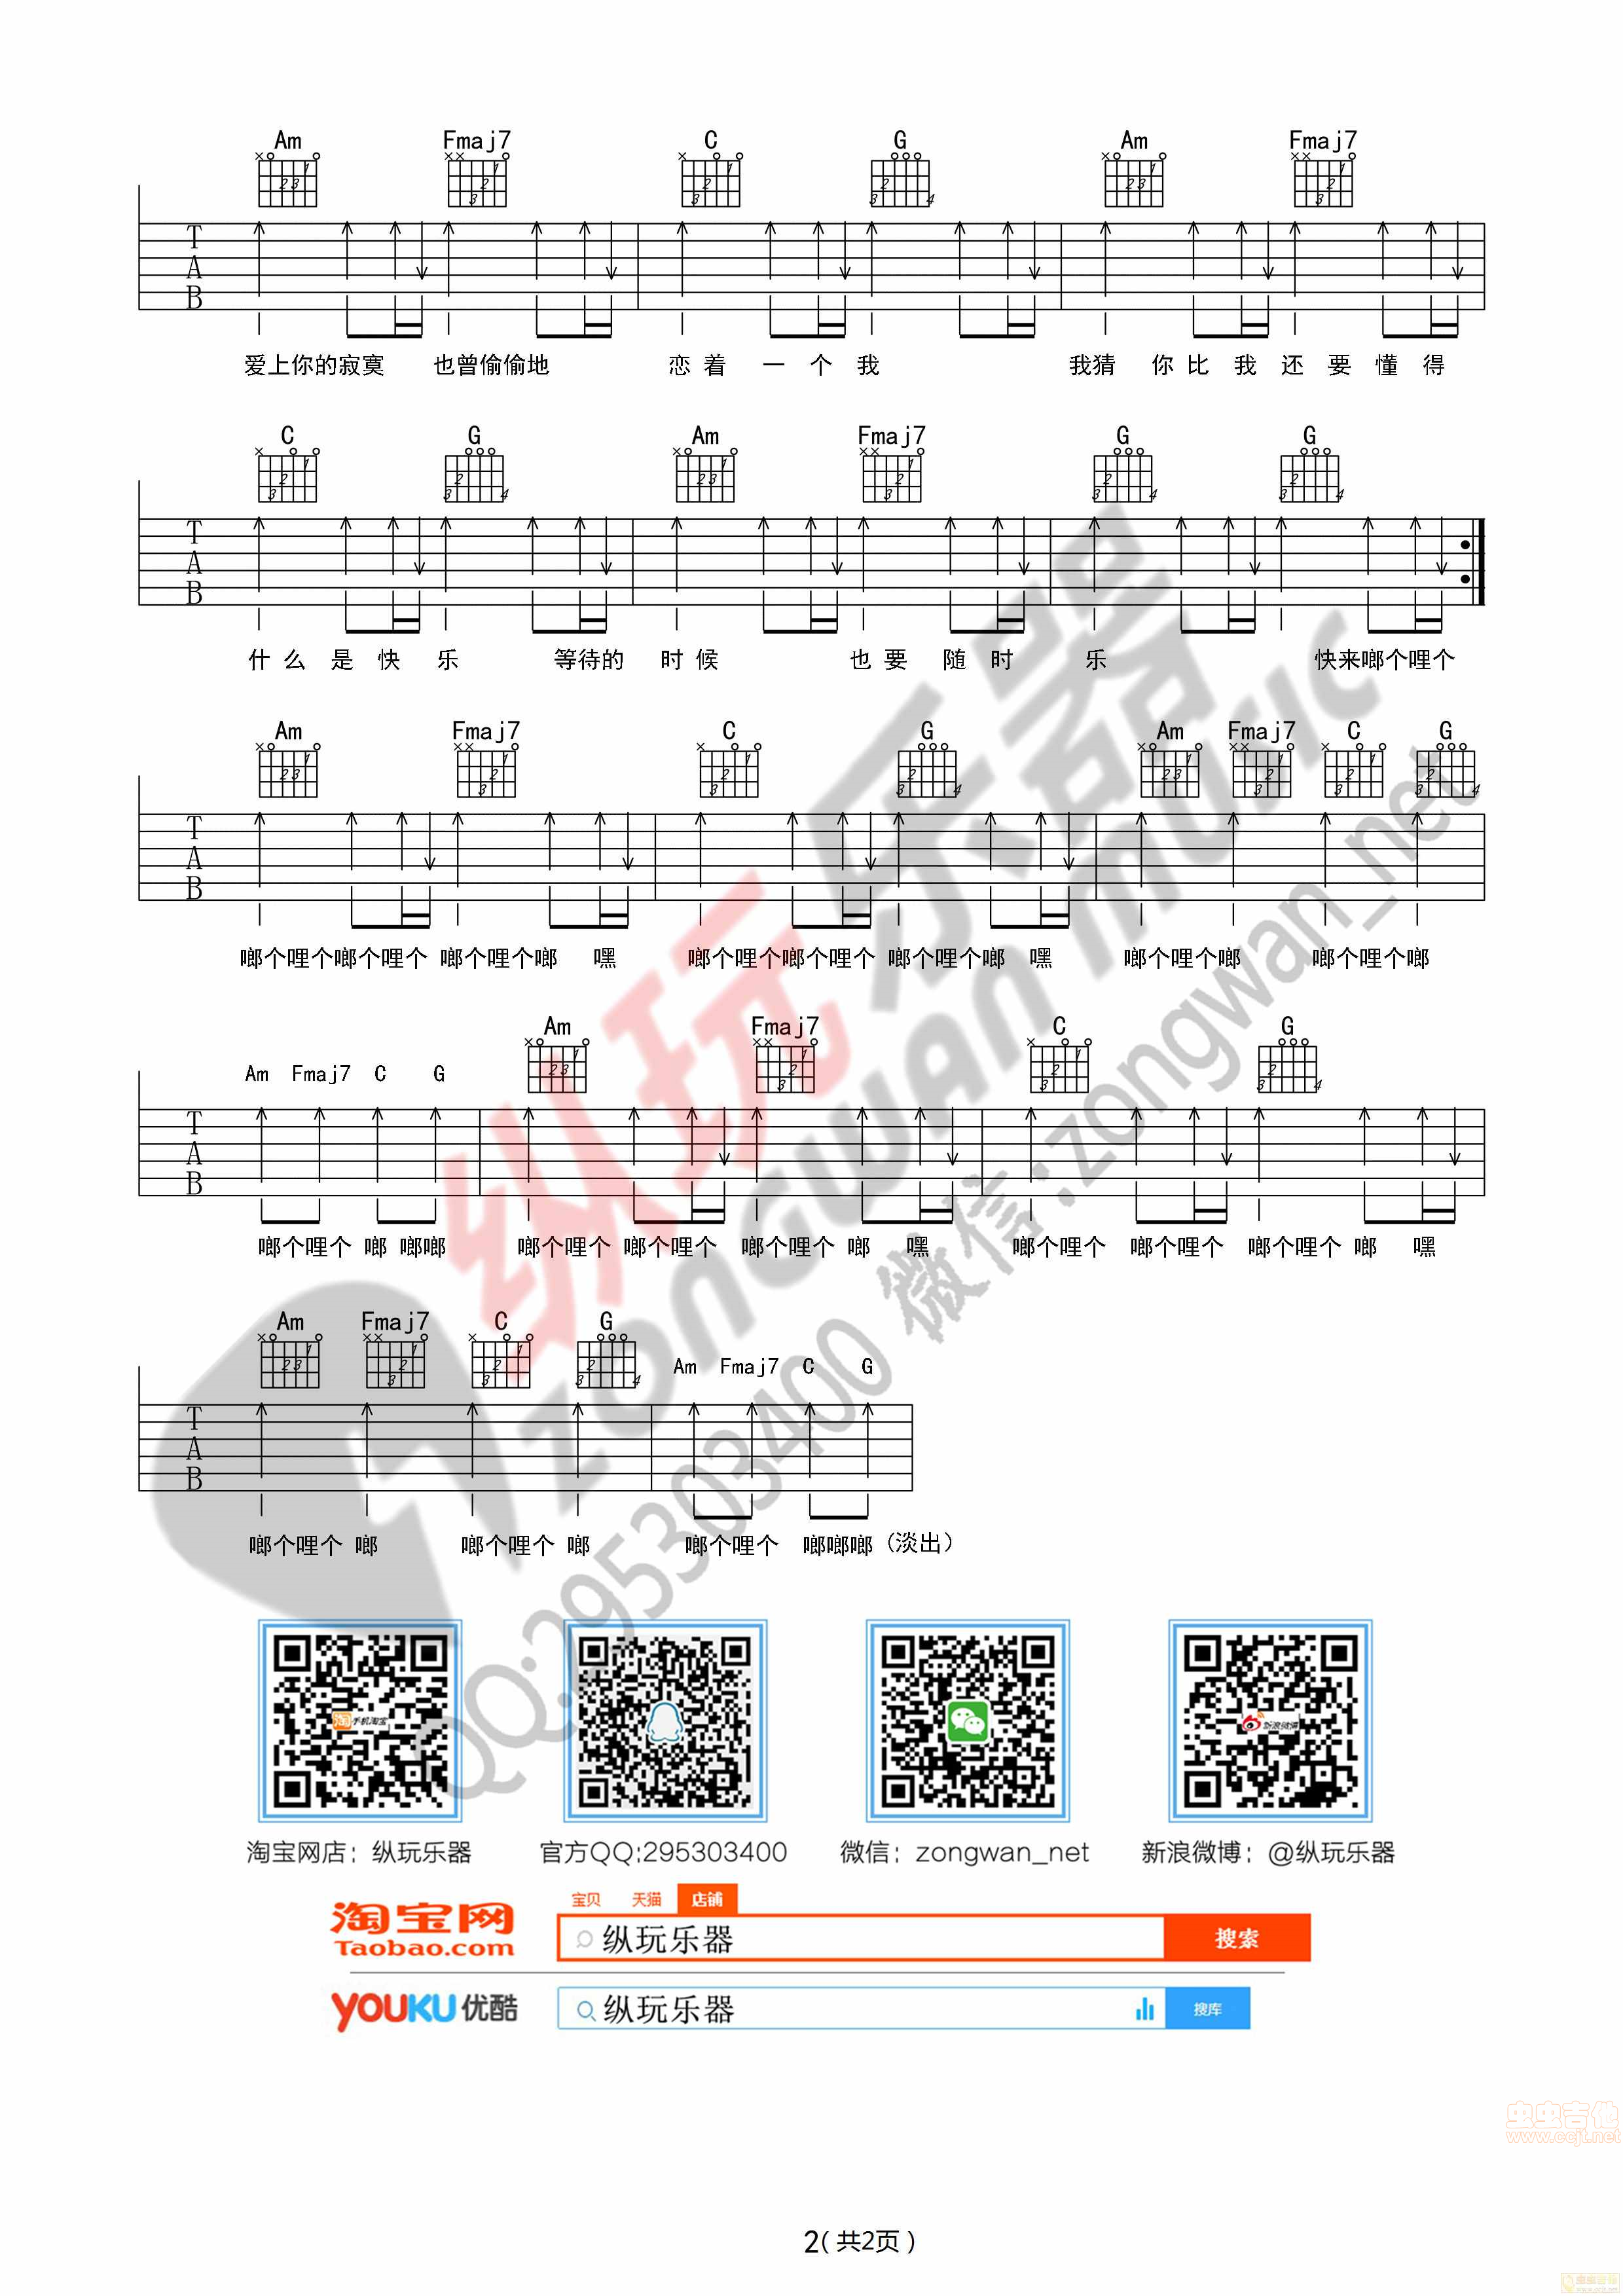 Am Fmaj7 C G Am Fmaj7
T
A
B
爱上你的寂寞 也曾偷偷地 恋着一个我 我猜 你比我还要懂得
C G Am Fmaj7 G G
T
A
B
什么是快乐 等待的时候 也要随时乐 快来啷个哩个
Am Fmaj7 C G Am Fmaj7 C G
T
A
B
啷个哩个啷个哩个 啷个哩个啷 嘿 啷个哩个啷个哩个 啷个哩个啷 嘿 啷个哩个啷 啷个哩个啷
Am Fmaj7 C G Am Fmaj7 C G
T
A
B
啷个哩个 啷 啷啷 啷个哩个 啷个哩个 啷个哩个 啷 嘿 啷个哩个 啷个哩个 啷个哩个 啷 嘿
Am Fmaj7 C G Am Fmaj7 C G
T
A
B
啷个哩个 啷 啷个哩个 啷 啷个哩个 啷啷啷（淡出）
纵玩乐器
ZONGWAN MUSIC
QQ:295303400 微信:zongwan_net
手机淘宝
新浪微博
淘宝网店：纵玩乐器 官方QQ:295303400 微信：zongwan_net 新浪微博：@纵玩乐器
宝贝 天猫 店铺
淘宝网
Taobao.com
纵玩乐器 搜索
YOUKU 优酷 纵玩乐器 搜库
虫虫吉他
www.ccjt.net
2（共2页）